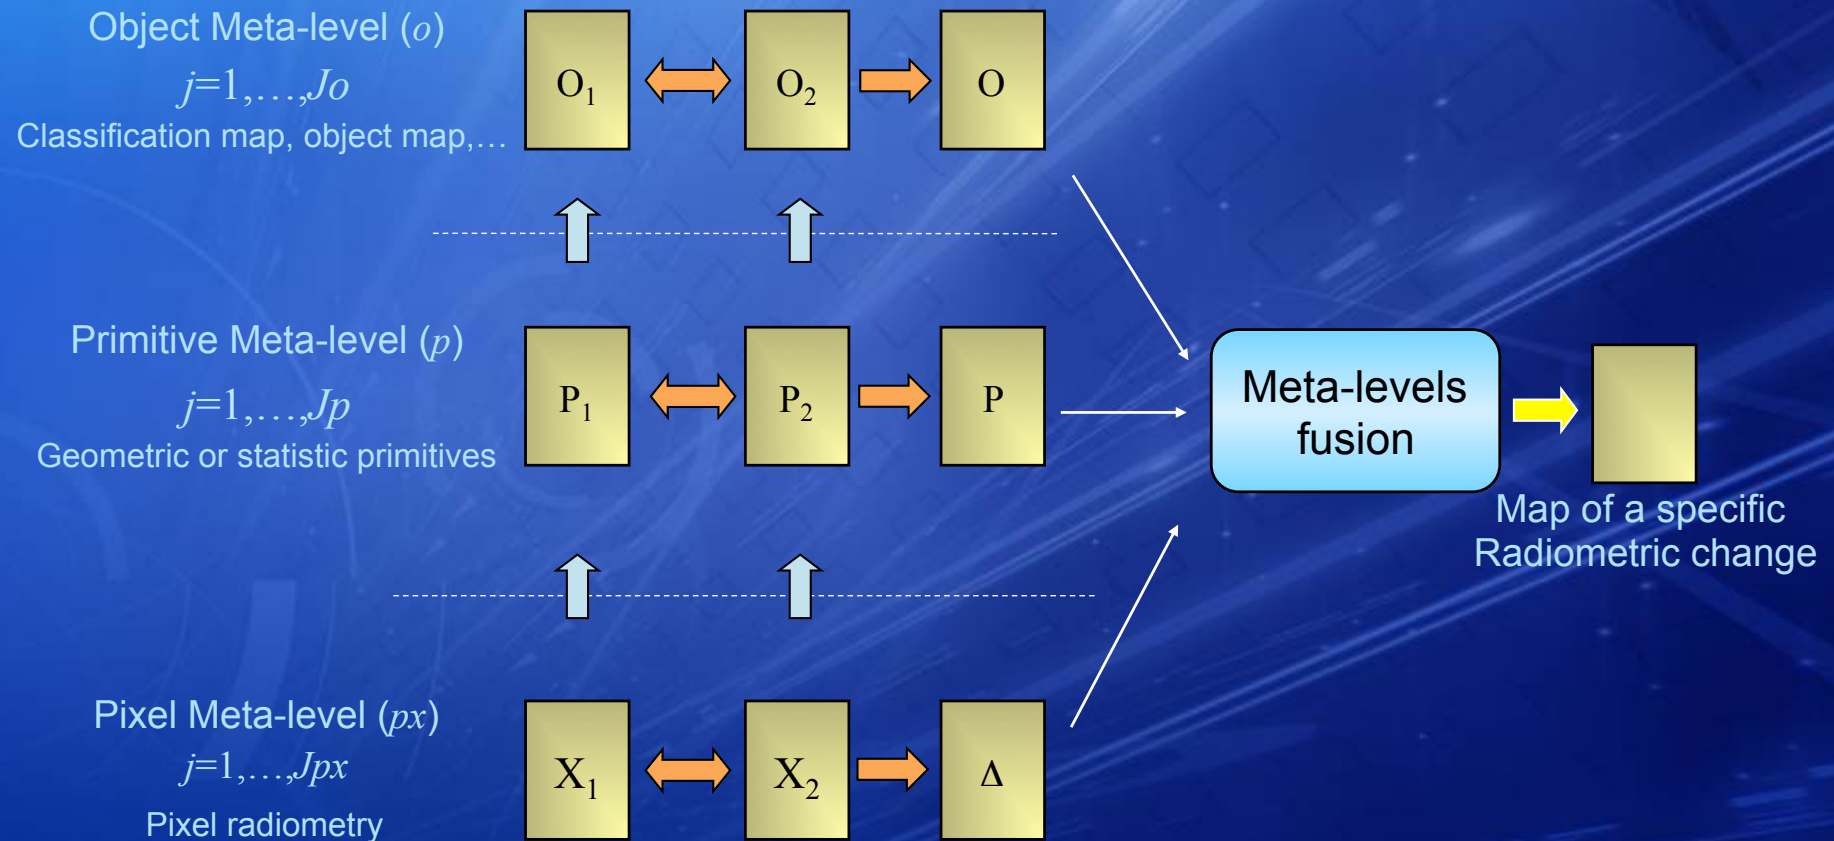 Object Meta-level (o)
j=1,…,Jo
Classification map, object map,…
O₁
O₂
O
Primitive Meta-level (p)
j=1,…,Jp
Geometric or statistic primitives
P₁
P₂
P
Meta-levels
fusion
Map of a specific
Radiometric change
Pixel Meta-level (px)
j=1,…,Jpx
Pixel radiometry
X₁
X₂
Δ